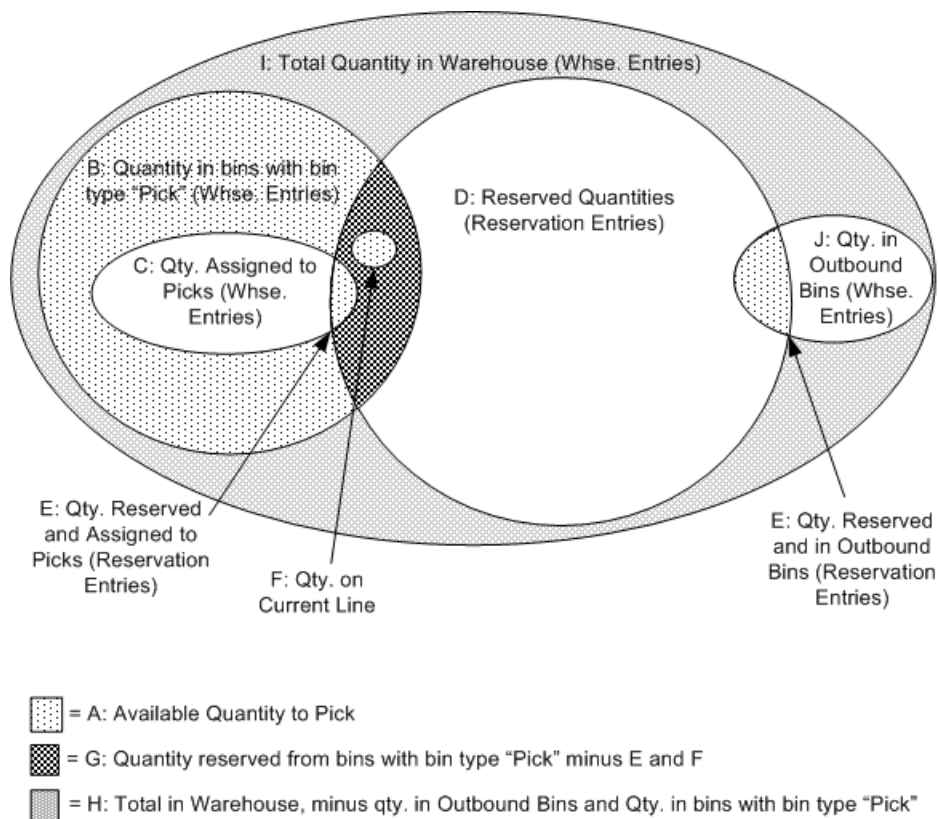 I: Total Quantity in Warehouse (Whse. Entries)
B: Quantity in bins with bin
type “Pick” (Whse. Entries)
D: Reserved Quantities
(Reservation Entries)
J: Qty. in
Outbound
Bins (Whse.
Entries)
C: Qty. Assigned to
Picks (Whse.
Entries)
E: Qty. Reserved
and Assigned to
Picks (Reservation
Entries)
F: Qty. on
Current Line
E: Qty. Reserved
and in Outbound
Bins (Reservation
Entries)
= A: Available Quantity to Pick
= G: Quantity reserved from bins with bin type “Pick” minus E and F
= H: Total in Warehouse, minus qty. in Outbound Bins and Qty. in bins with bin type “Pick”